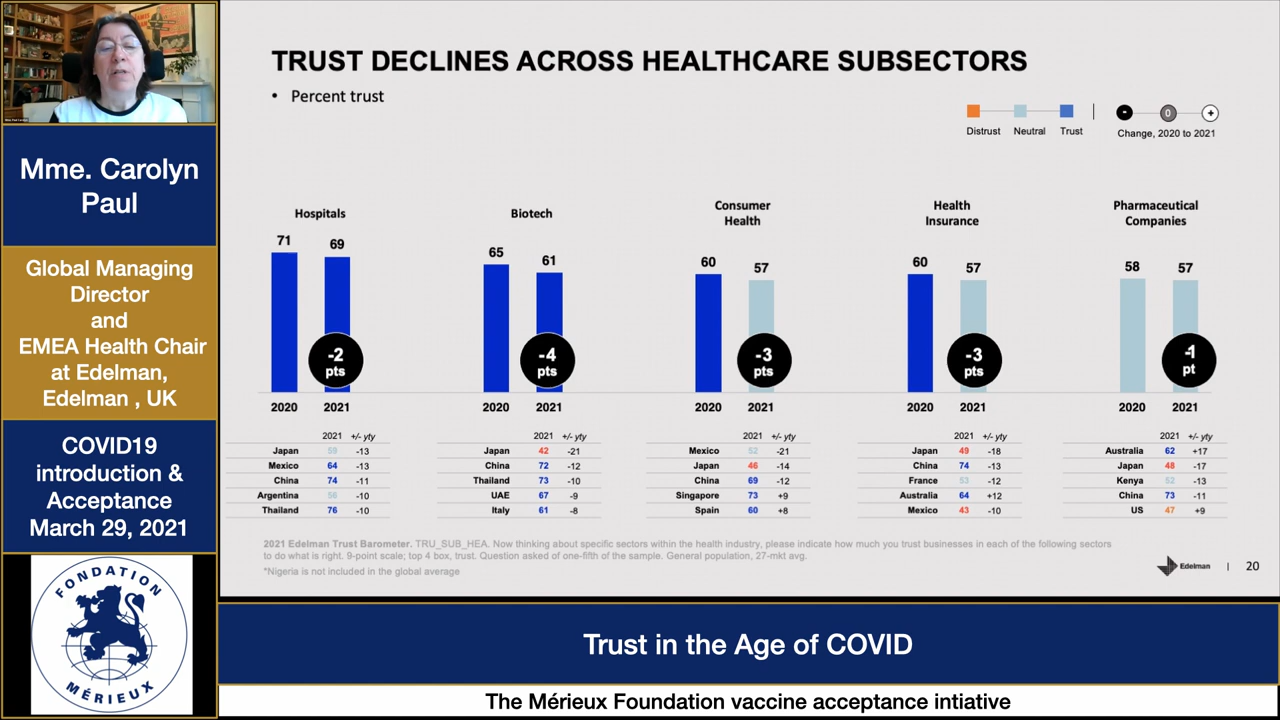 Mme. Carolyn
Paul
Global Managing
Director
and
EMEA Health Chair
at Edelman,
Edelman , UK
COVID19
introduction &
Acceptance
March 29, 2021
FONDATION
MÉRIEUX
TRUST DECLINES ACROSS HEALTHCARE SUBSECTORS
• Percent trust
Distrust Neutral Trust
- 0 +
Change, 2020 to 2021
Hospitals
71 69
-2
pts
2020 2021
2021 +/- yty
Japan 59 -13
Mexico 64 -13
China 74 -11
Argentina 56 -10
Thailand 76 -10
Biotech
65 61
-4
pts
2020 2021
2021 +/- yty
Japan 42 -21
China 72 -12
Thailand 73 -10
UAE 67 -9
Italy 61 -8
Consumer
Health
60 57
-3
pts
2020 2021
2021 +/- yty
Mexico 52 -21
Japan 46 -14
China 69 -12
Singapore 73 +9
Spain 60 +8
Health
Insurance
60 57
-3
pts
2020 2021
2021 +/- yty
Japan 49 -18
China 74 -13
France 53 -12
Australia 64 +12
Mexico 43 -10
Pharmaceutical
Companies
58 57
-1
pt
2020 2021
2021 +/- yty
Australia 62 +17
Japan 48 -17
Kenya 52 -13
China 73 -11
US 47 +9
2021 Edelman Trust Barometer. TRU_SUB_HEA. Now thinking about specific sectors within the health industry, please indicate how much you trust businesses in each of the following sectors
to do what is right. 9-point scale; top 4 box, trust. Question asked of one-fifth of the sample. General population, 27-mkt avg.
*Nigeria is not included in the global average
Edelman | 20
Trust in the Age of COVID
The Mérieux Foundation vaccine acceptance intiative